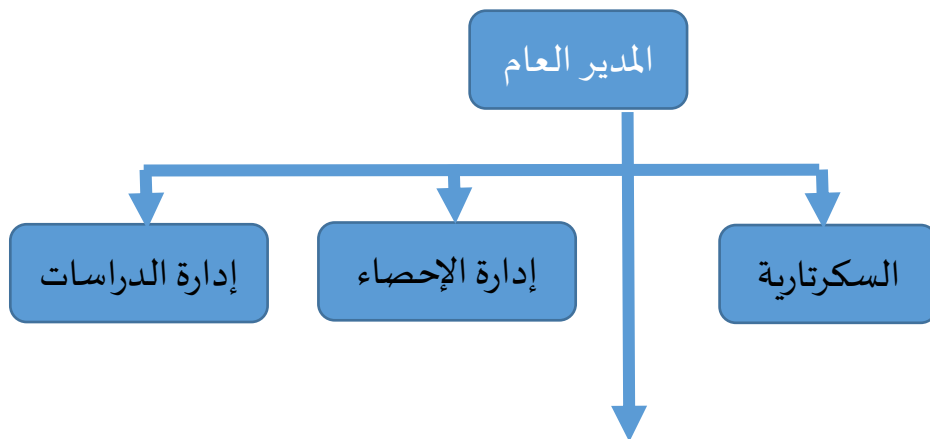 المدير العام
السكرتارية
إدارة الإحصاء
إدارة الدراسات